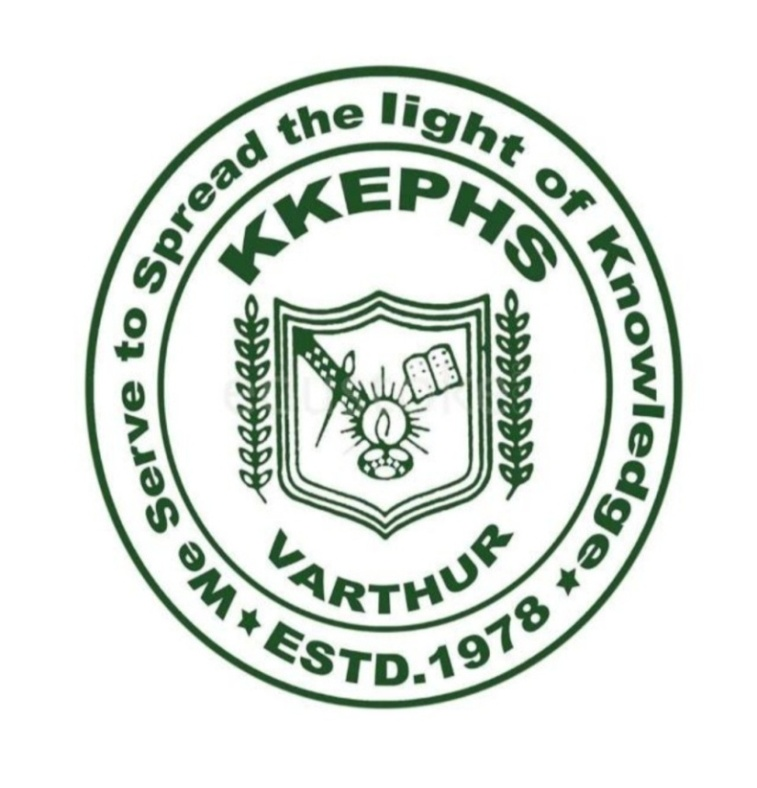 We Serve to Spread the light of Knowledge
KKEPHS
VARTHUR
ESTD.1978